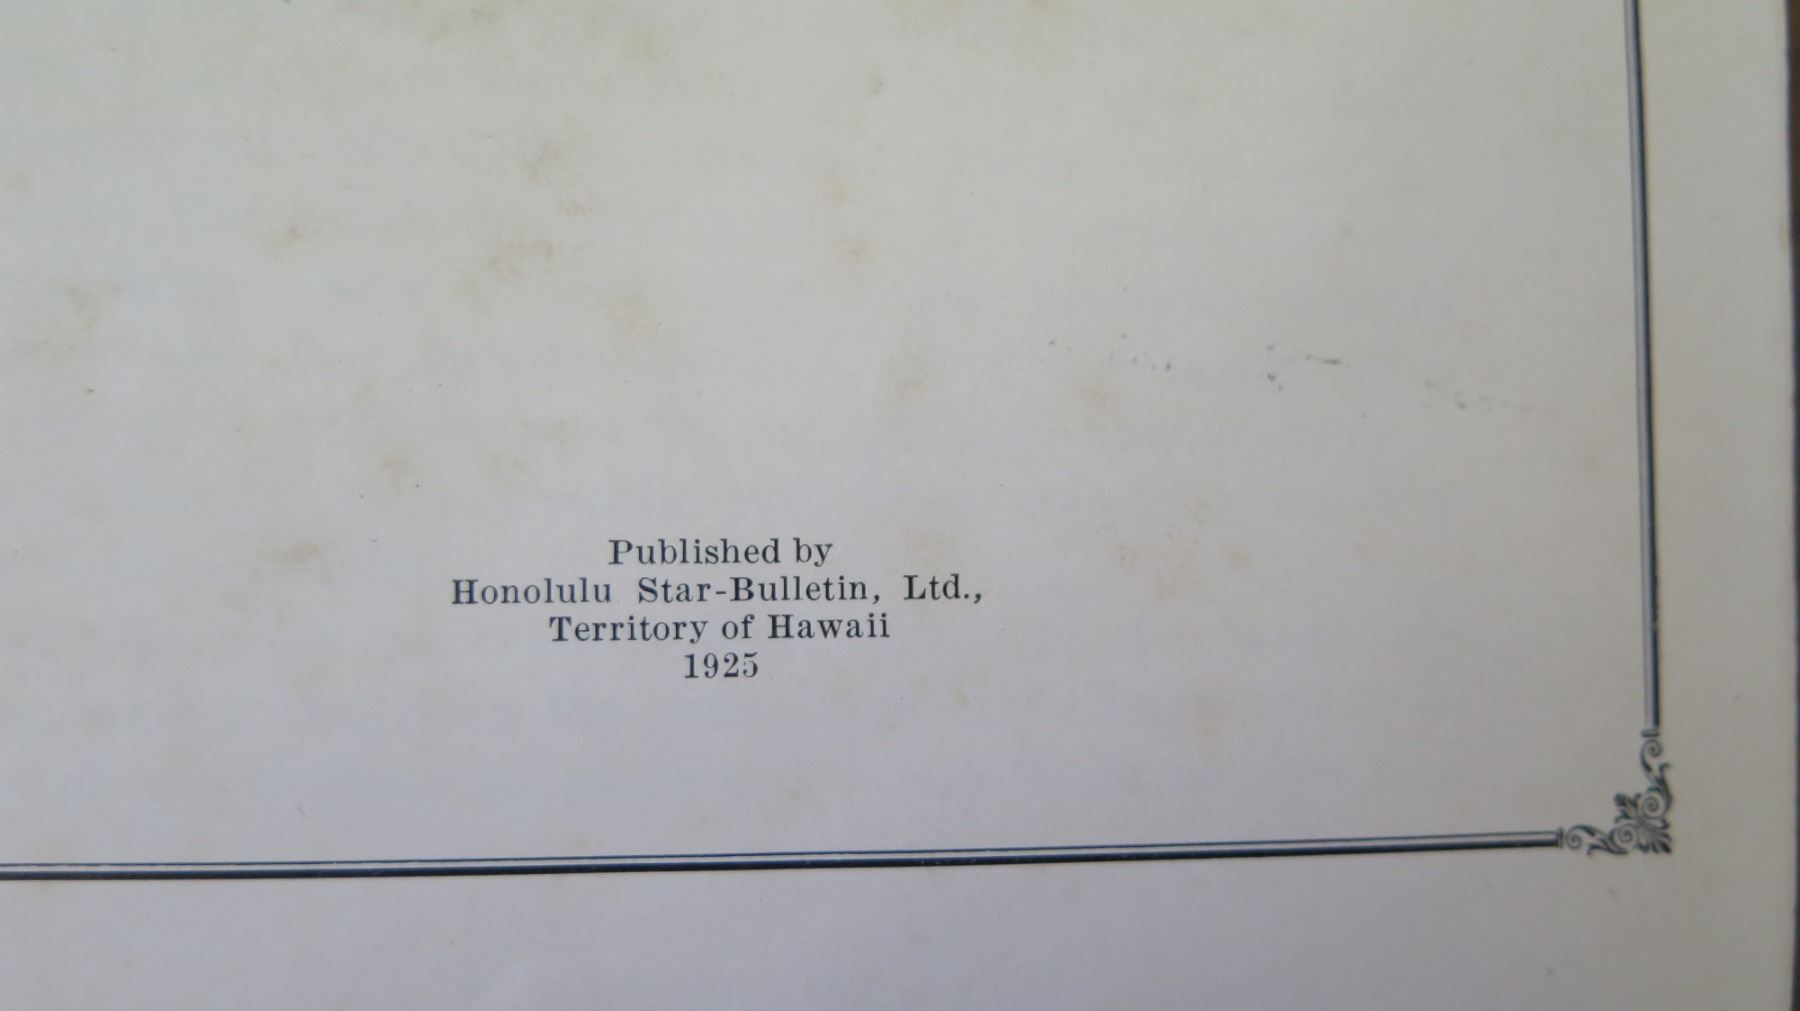 Published by
Honolulu Star-Bulletin, Ltd.,
Territory of Hawaii
1925